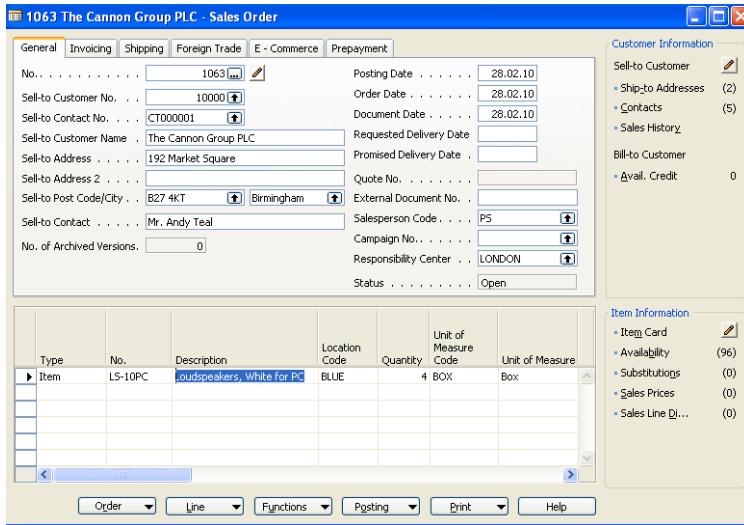 1063 The Cannon Group PLC - Sales Order
General Invoicing Shipping Foreign Trade E - Commerce Prepayment
No.. . . . . . . . . . . 1063 Posting Date . . . . . . 28.02.10
Sell-to Customer No. . . . 10000 Order Date . . . . . . . 28.02.10
Sell-to Contact No. . . . CT000001 Document Date . . . . . 28.02.10
Sell-to Customer Name . The Cannon Group PLC Requested Delivery Date
Sell-to Address . . . . . 192 Market Square Promised Delivery Date .
Sell-to Address 2 . . . . Quote No. . . . . . . .
Sell-to Post Code/City . . B27 4KT Birmingham External Document No. .
Sell-to Contact . . . . . Mr. Andy Teal Salesperson Code . . . . PS
No. of Archived Versions. 0 Campaign No.. . . . . .
Responsibility Center . . LONDON
Status . . . . . . . . . Open
Customer Information
Sell-to Customer
Ship-to Addresses (2)
Contacts (5)
Sales History
Bill-to Customer
Avail. Credit 0
Type No. Description Location Code Quantity Unit of Measure Code Unit of Measure
Item LS-10PC Loudspeakers, White for PC BLUE 4 BOX Box
Item Information
Item Card
Availability (96)
Substitutions (0)
Sales Prices (0)
Sales Line Di... (0)
Order Line Functions Posting Print Help